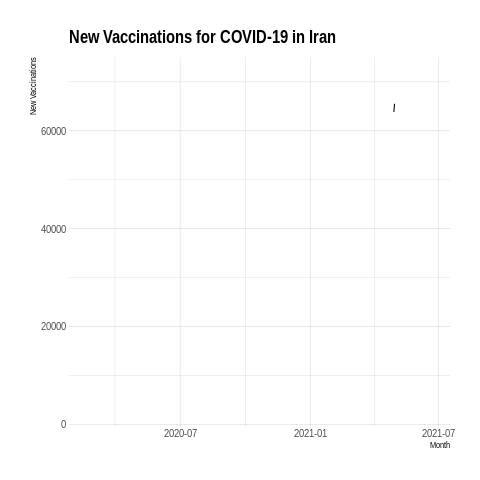 New Vaccinations for COVID-19 in Iran
New Vaccinations
60000
40000
20000
0
2020-07
2021-01
2021-07
Month